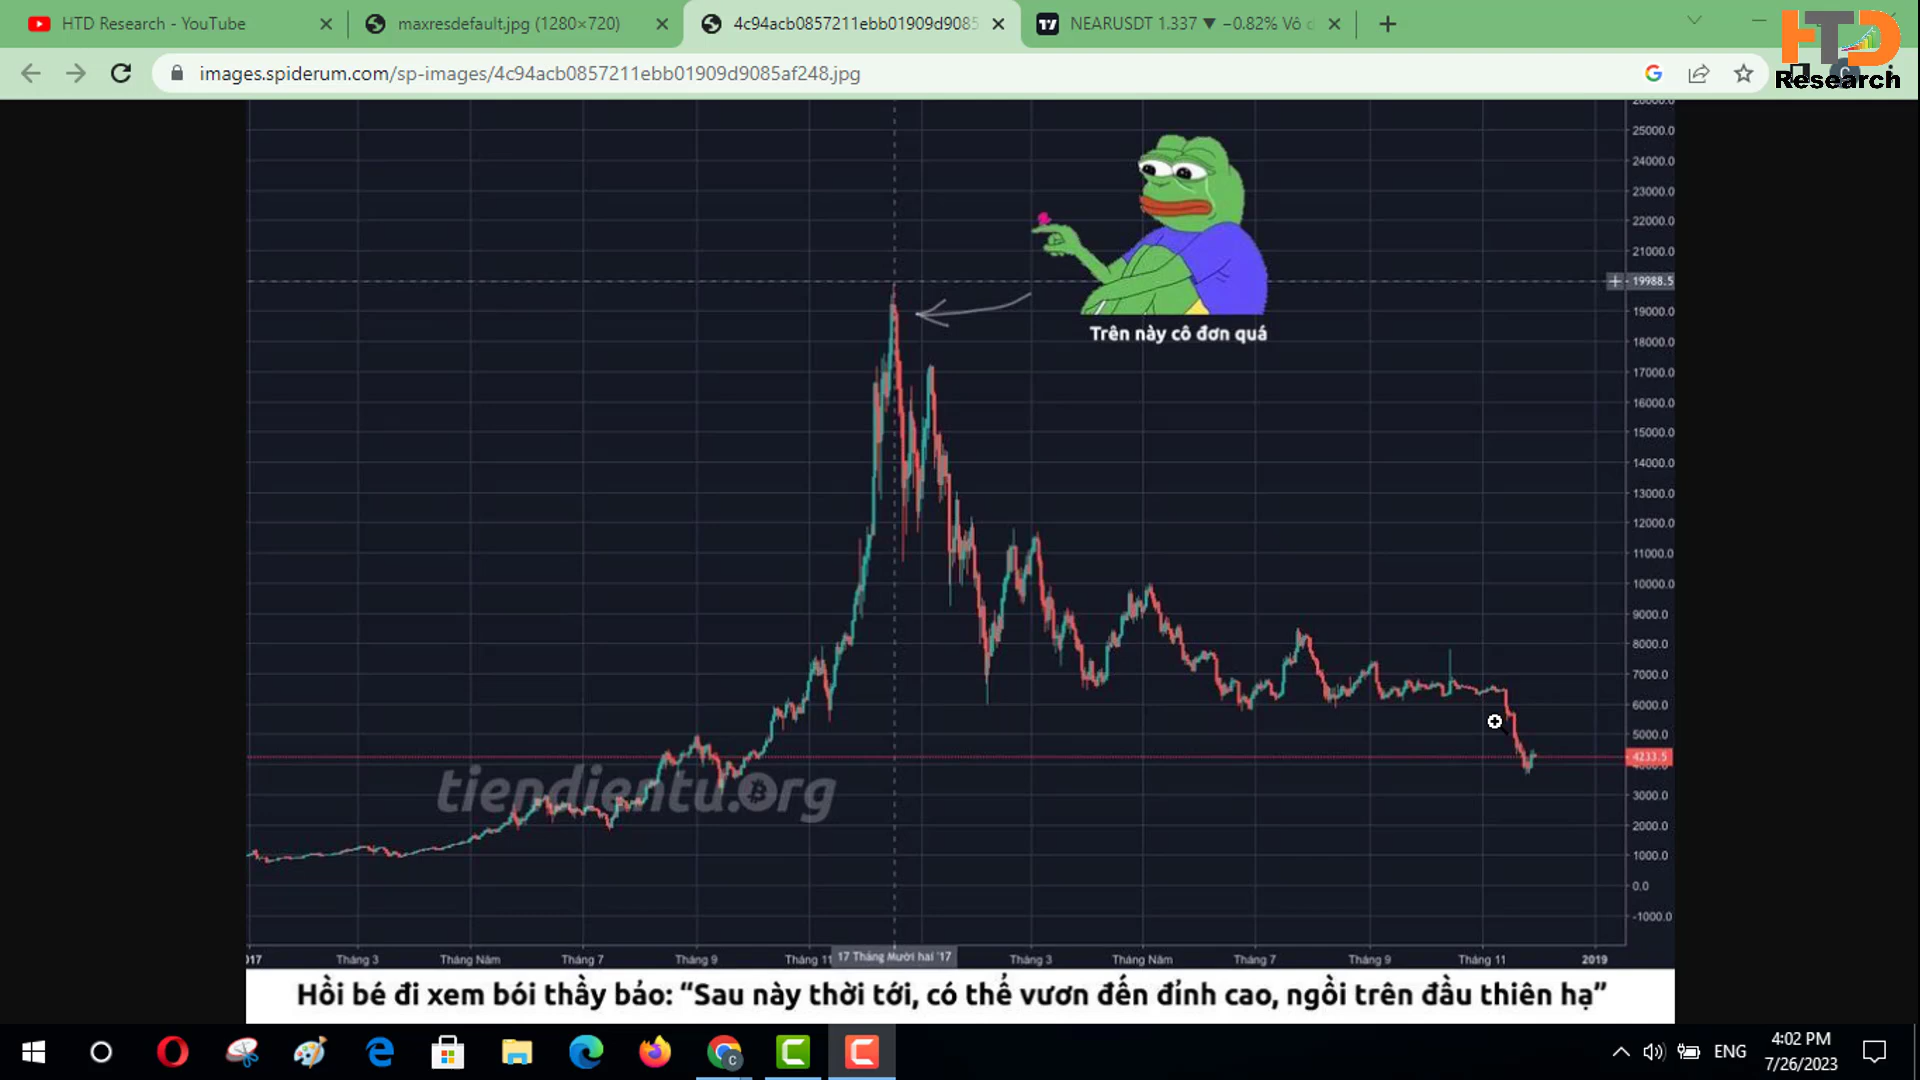 HTD Research - YouTube
maxresdefault.jpg (1280×720)
4c94acb0857211ebb01909d9085
NEARUSDT 1.337 ▼ −0.82% Vô
HTD
Research
images.spiderum.com/sp-images/4c94acb0857211ebb01909d9085af248.jpg
25000.0
24000.0
23000.0
22000.0
21000.0
19988.5
19000.0
18000.0
17000.0
16000.0
15000.0
14000.0
13000.0
12000.0
11000.0
10000.0
9000.0
8000.0
7000.0
6000.0
5000.0
4233.5
3000.0
2000.0
1000.0
0.0
-1000.0
Trên này cô đơn quá
tiendientu.org
017 Tháng 3 Tháng Năm Tháng 7 Tháng 9 Tháng 11 17 Tháng Mười hai '17 Tháng 3 Tháng Năm Tháng 7 Tháng 9 Tháng 11 2019
Hồi bé đi xem bói thầy bảo: “Sau này thời tới, có thể vươn đến đỉnh cao, ngồi trên đầu thiên hạ”
ENG
4:02 PM
7/26/2023